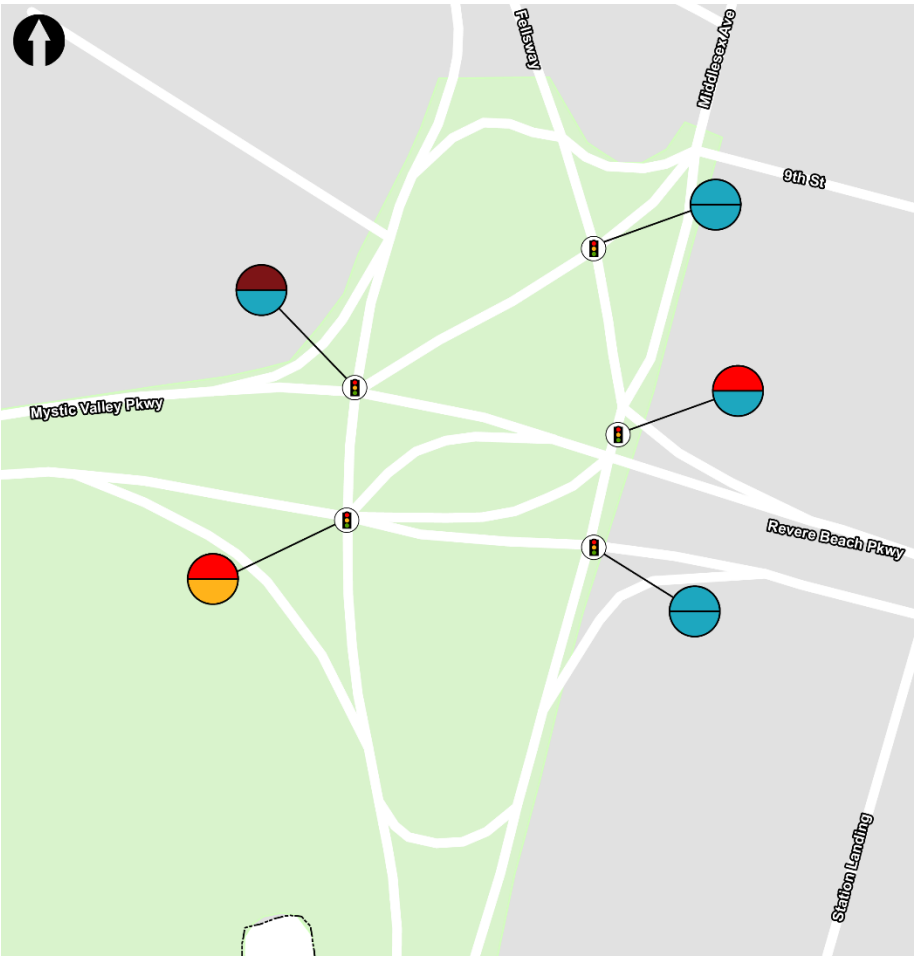 Fellsway
Middlesex Ave
9th St
Mystic Valley Pkwy
Revere Beach Pkwy
Station Landing